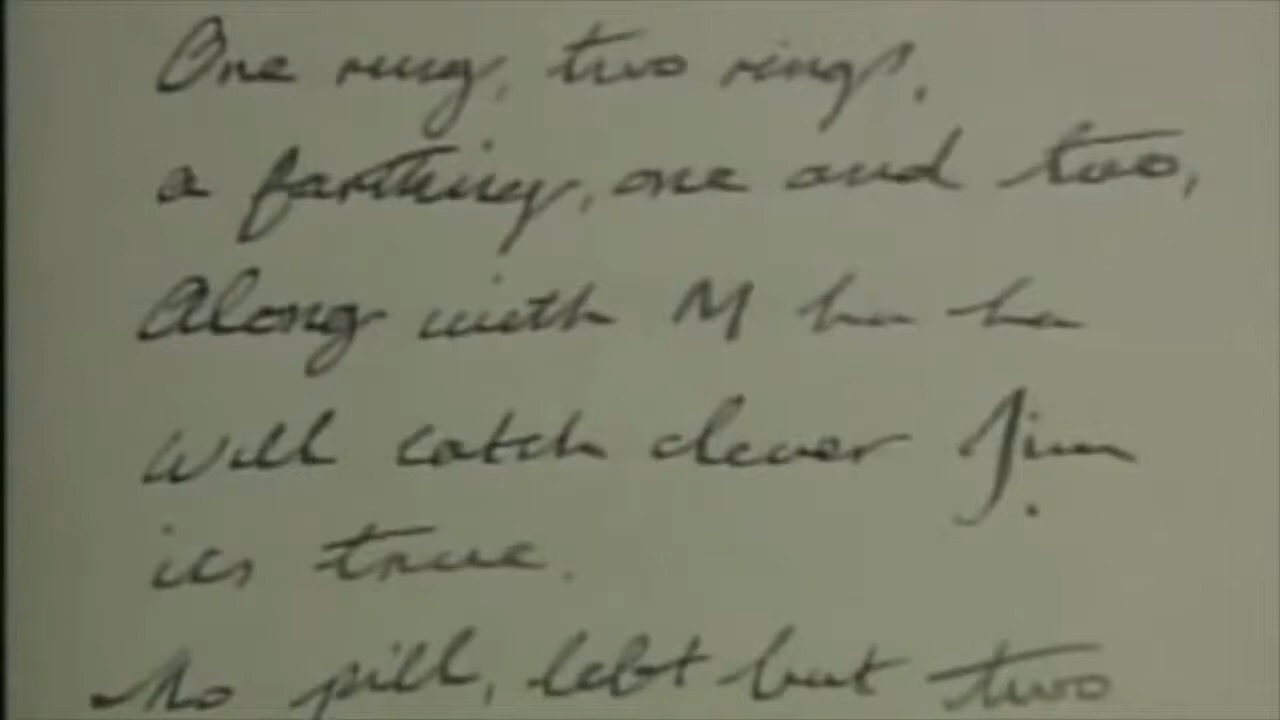 One ring, two rings,
a farthing, one and two,
Along with M ha ha
Will catch clever Jim
its true.
No pill, left but two